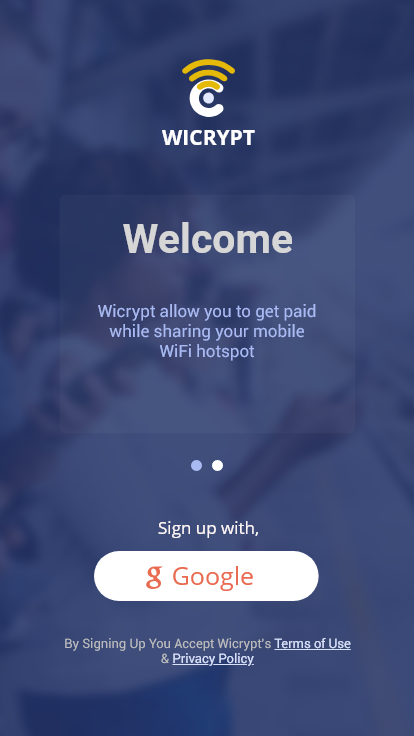 WICRYPT
Welcome
Wicrypt allow you to get paid
while sharing your mobile
WiFi hotspot
Sign up with,
g Google
By Signing Up You Accept Wicrypt's Terms of Use
& Privacy Policy